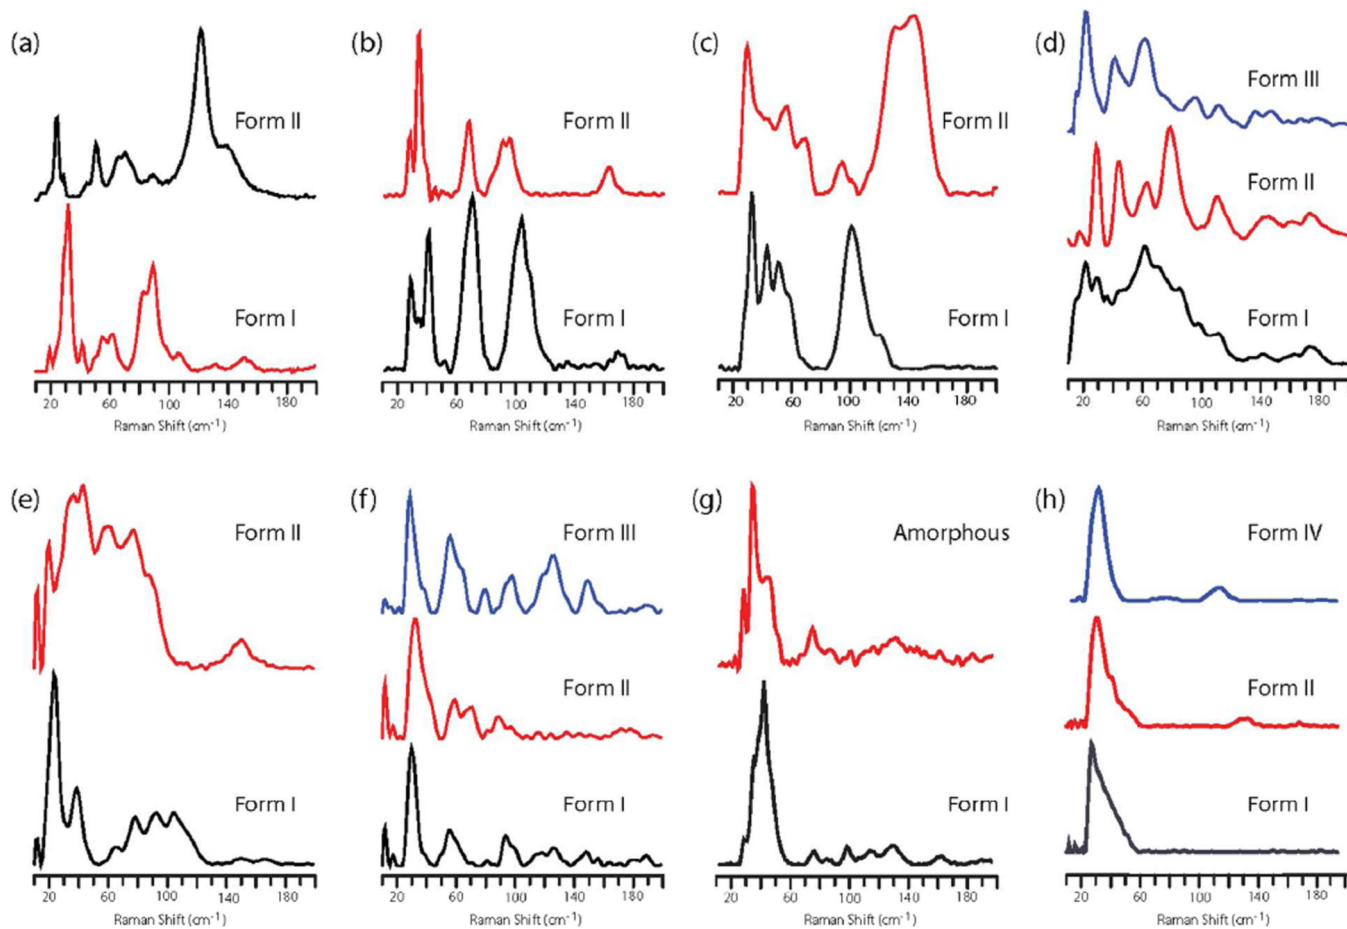 (a) (b) (c) (d)
Form II Form II Form II Form III
Form II
Form I Form I Form I Form I
20 60 100 140 180 20 60 100 140 180 20 60 100 140 180 20 60 100 140 180
Raman Shift (cm⁻¹) Raman Shift (cm⁻¹) Raman Shift (cm⁻¹) Raman Shift (cm⁻¹)
(e) (f) (g) (h)
Form II Form III Amorphous Form IV
Form II Form II
Form I Form I Form I Form I
20 60 100 140 180 20 60 100 140 180 20 60 100 140 180 20 60 100 140 180
Raman Shift (cm⁻¹) Raman Shift (cm⁻¹) Raman Shift (cm⁻¹) Raman Shift (cm⁻¹)